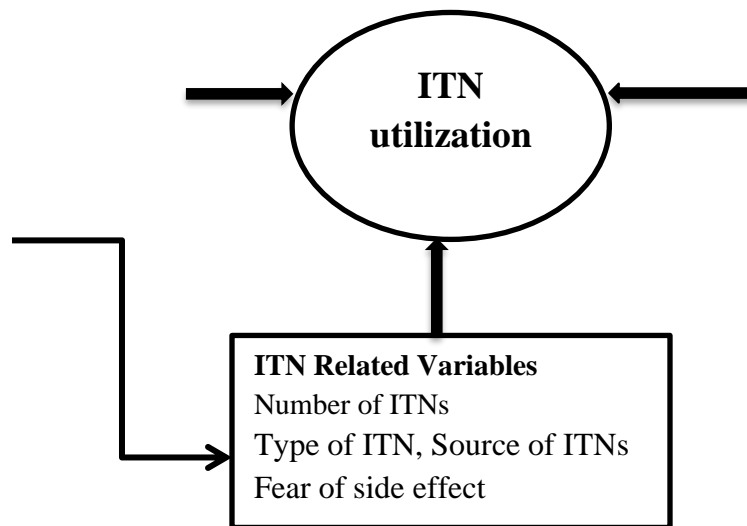 ITN
utilization
ITN Related Variables
Number of ITNs
Type of ITN, Source of ITNs
Fear of side effect